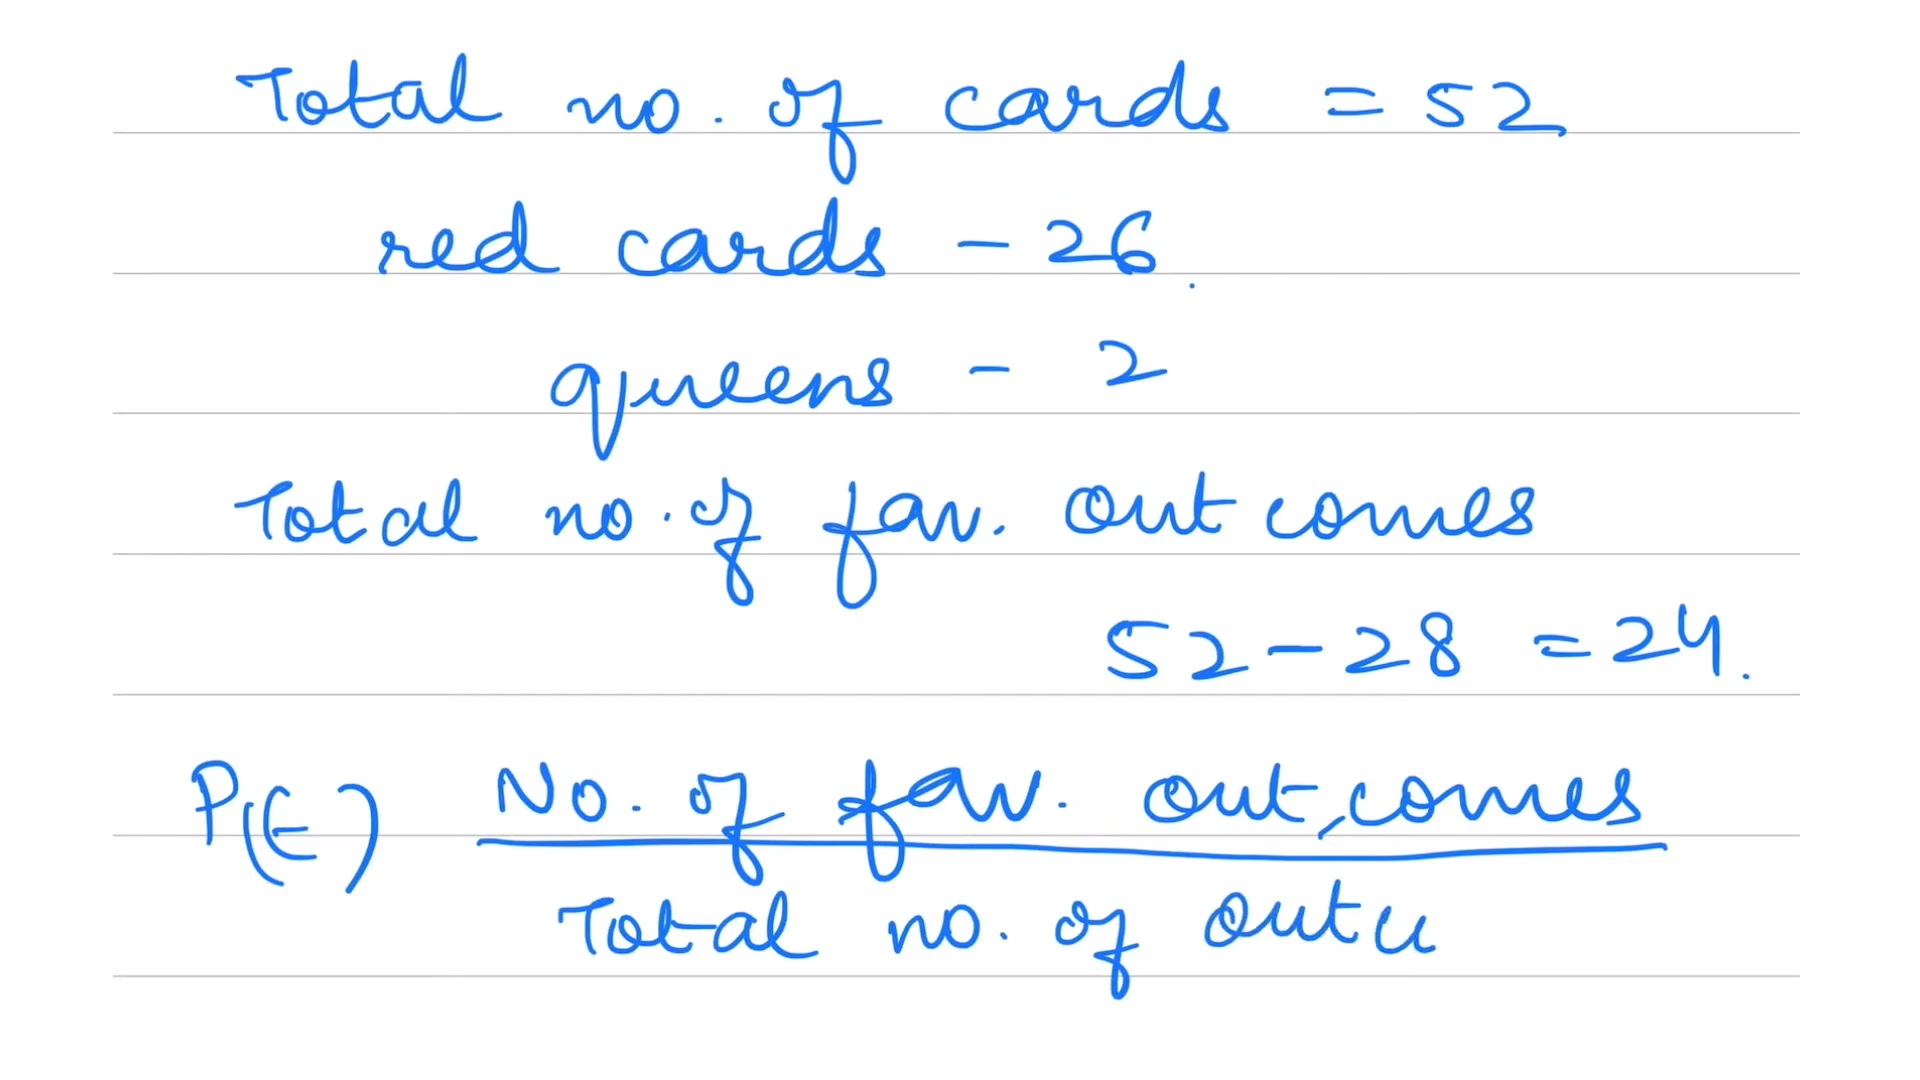 Total no. of cards = 52
red cards - 26.
queens - 2
Total no. of fav. outcomes
52 - 28 = 24.
P(E) No. of fav. outcomes
Total no. of outu